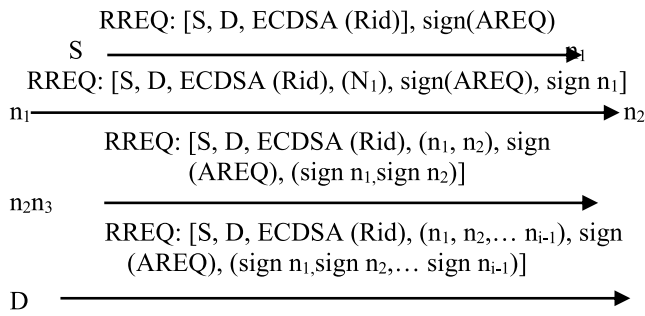 RREQ: [S, D, ECDSA (Rid)], sign(AREQ)
S n₁
RREQ: [S, D, ECDSA (Rid), (N₁), sign(AREQ), sign n₁]
n₁ n₂
RREQ: [S, D, ECDSA (Rid), (n₁, n₂), sign
(AREQ), (sign n₁,sign n₂)]
n₂n₃
RREQ: [S, D, ECDSA (Rid), (n₁, n₂,… nᵢ₋₁), sign
(AREQ), (sign n₁,sign n₂,… sign nᵢ₋₁)]
D